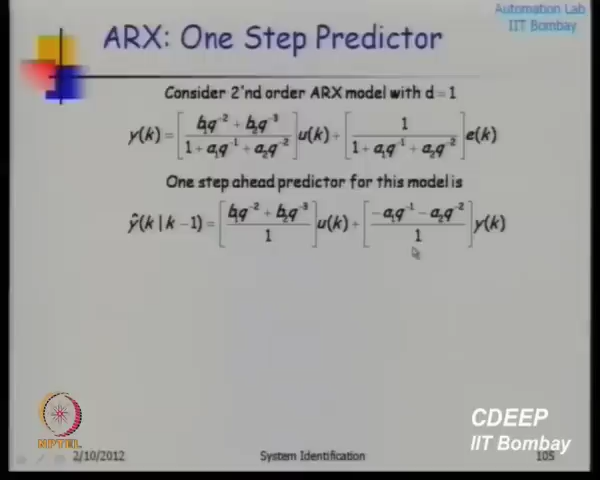 Automation Lab
IIT Bombay
ARX: One Step Predictor
Consider 2'nd order ARX model with d = 1
y(k) = [ (b₁q⁻² + b₂q⁻³) / (1 + a₁q⁻¹ + a₂q⁻²) ] u(k) + [ 1 / (1 + a₁q⁻¹ + a₂q⁻²) ] e(k)
One step ahead predictor for this model is
ŷ(k | k − 1) = [ (b₁q⁻² + b₂q⁻³) / 1 ] u(k) + [ (−a₁q⁻¹ − a₂q⁻²) / 1 ] y(k)
CDEEP
IIT Bombay
NPTEL
2/10/2012
System Identification
105